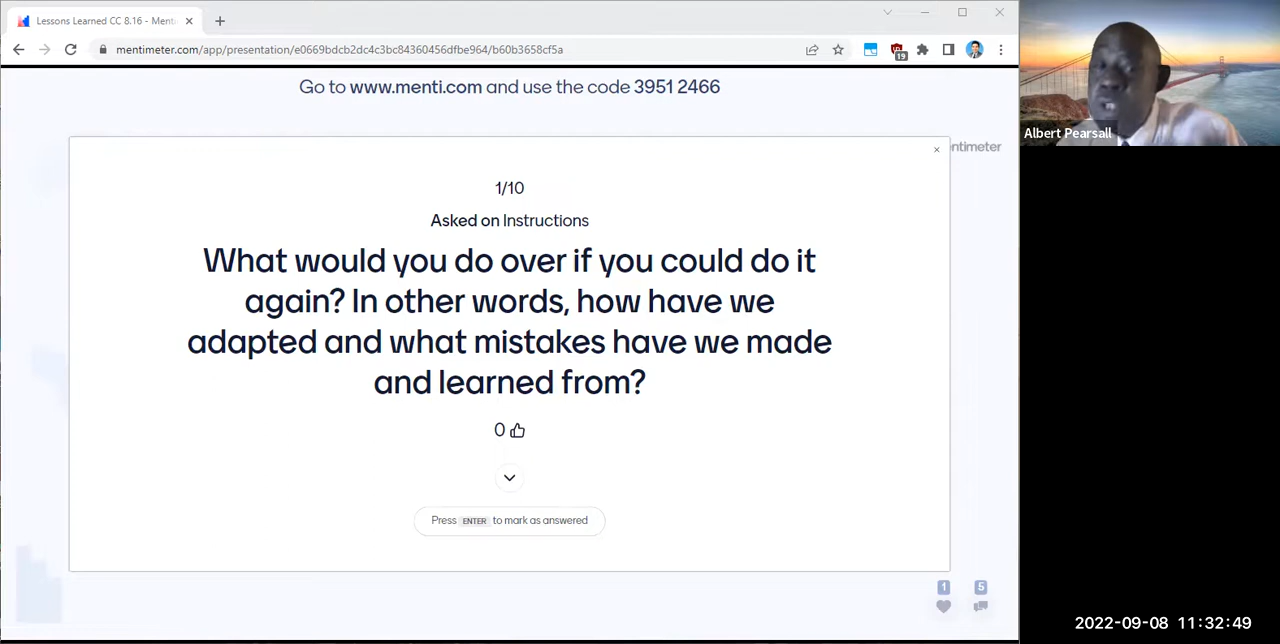 Lessons Learned CC 8.16 - Menti
mentimeter.com/app/presentation/e0669bdcb2dc4c3bc84360456dfbe964/b60b3658cf5a
19
Go to www.menti.com and use the code 3951 2466
ntimeter
1/10
Asked on Instructions
What would you do over if you could do it
again? In other words, how have we
adapted and what mistakes have we made
and learned from?
0
Press ENTER to mark as answered
1 5
Albert Pearsall
2022-09-08 11:32:49